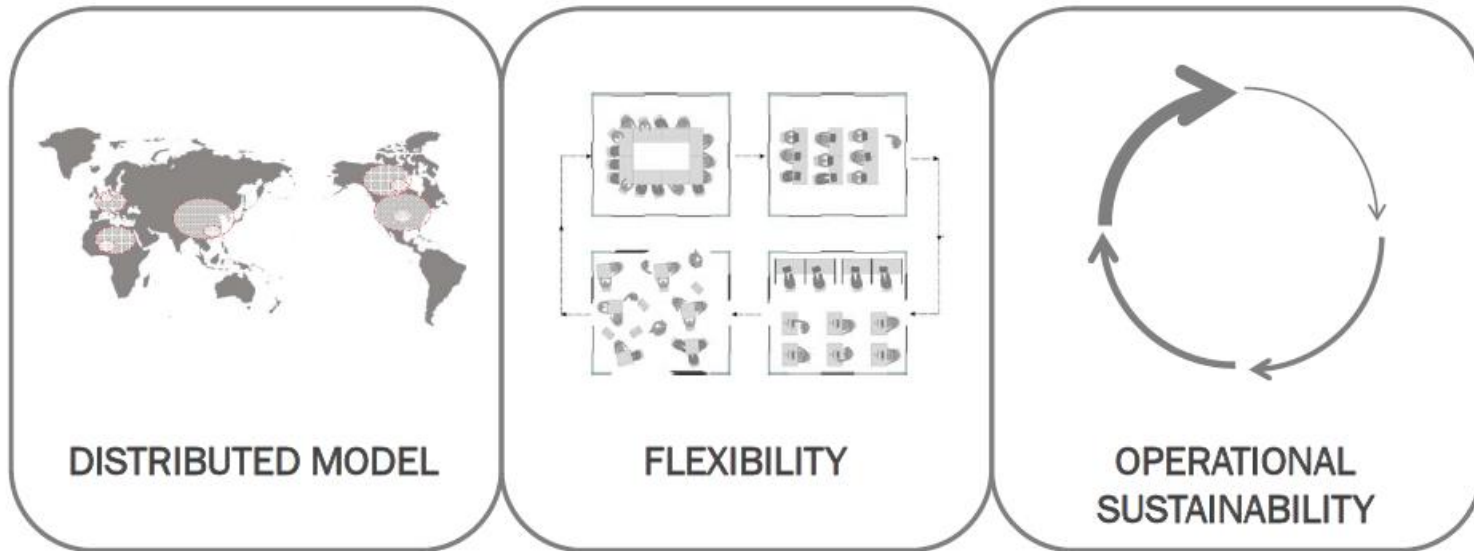 DISTRIBUTED MODEL
FLEXIBILITY
OPERATIONAL
SUSTAINABILITY